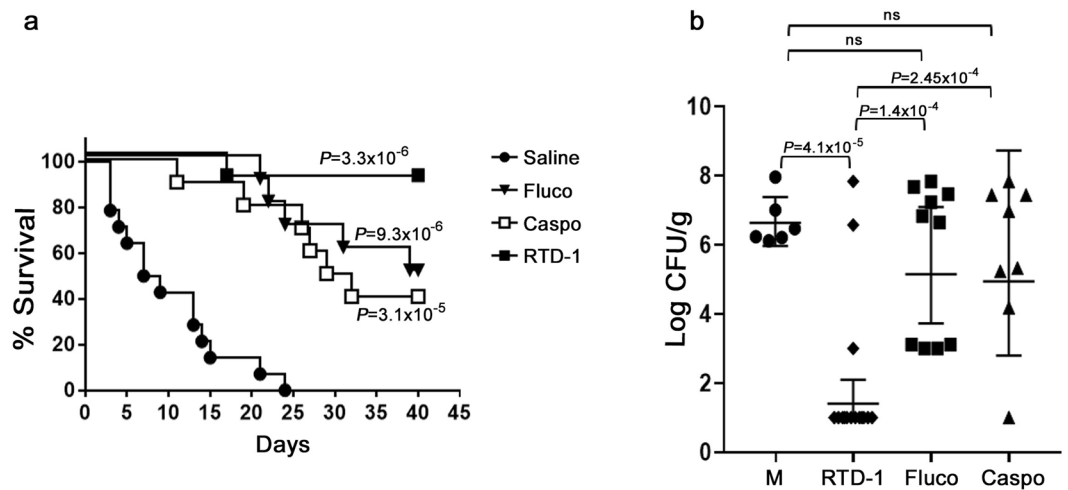 a
% Survival
100
80
60
40
20
0
0 5 10 15 22 25 30 35 40 45
Days
P=3.3x10-6
P=9.3x10-6
P=3.1x10-5
Saline
Fluco
Caspo
RTD-1
b
ns
ns
P=2.45x10-4
P=1.4x10-4
P=4.1x10-5
Log CFU/g
10
8
6
4
2
0
M RTD-1 Fluco Caspo